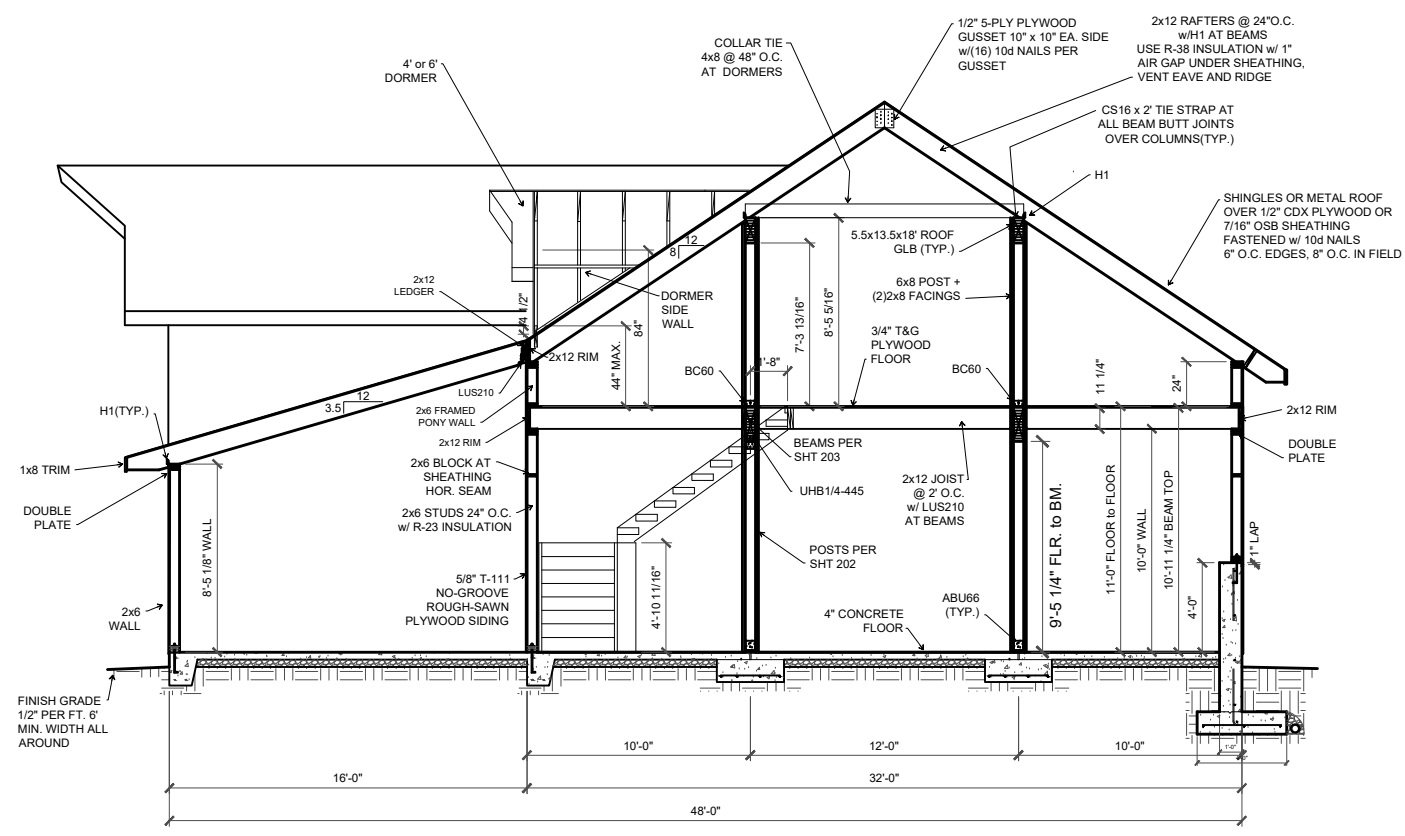 1/2" 5-PLY PLYWOOD
GUSSET 10" x 10" EA. SIDE
w/(16) 10d NAILS PER
GUSSET
2x12 RAFTERS @ 24"O.C.
w/H1 AT BEAMS
USE R-38 INSULATION w/ 1"
AIR GAP UNDER SHEATHING,
VENT EAVE AND RIDGE
COLLAR TIE
4x8 @ 48" O.C.
AT DORMERS
4' or 6'
DORMER
CS16 x 2' TIE STRAP AT
ALL BEAM BUTT JOINTS
OVER COLUMNS(TYP.)
H1
SHINGLES OR METAL ROOF
OVER 1/2" CDX PLYWOOD OR
7/16" OSB SHEATHING
FASTENED w/ 10d NAILS
6" O.C. EDGES, 8" O.C. IN FIELD
5.5x13.5x18' ROOF
GLB (TYP.)
12
8
6x8 POST +
(2)2x8 FACINGS
2x12
LEDGER
4 1/2"
DORMER
SIDE
WALL
84"
7'-3 13/16"
8'-5 5/16"
3/4" T&G
PLYWOOD
FLOOR
2x12 RIM
44" MAX.
1'-8"
BC60
BC60
11 1/4"
24"
LUS210
12
3.5
H1(TYP.)
2x6 FRAMED
PONY WALL
2x12 RIM
2x12 RIM
1x8 TRIM
DOUBLE
PLATE
2x6 BLOCK AT
SHEATHING
HOR. SEAM
BEAMS PER
SHT 203
DOUBLE
PLATE
UHB1/4-445
2x12 JOIST
@ 2' O.C.
w/ LUS210
AT BEAMS
2x6 STUDS 24" O.C.
w/ R-23 INSULATION
8'-5 1/8" WALL
POSTS PER
SHT 202
9'-5 1/4" FLR. to BM.
11'-0" FLOOR to FLOOR
10'-0" WALL
10'-11 1/4" BEAM TOP
1" LAP
5/8" T-111
NO-GROOVE
ROUGH-SAWN
PLYWOOD SIDING
4'-10 11/16"
4" CONCRETE
FLOOR
ABU66
(TYP.)
4'-0"
2x6
WALL
FINISH GRADE
1/2" PER FT. 6'
MIN. WIDTH ALL
AROUND
10'-0"
12'-0"
10'-0"
1'-0"
16'-0"
32'-0"
48'-0"